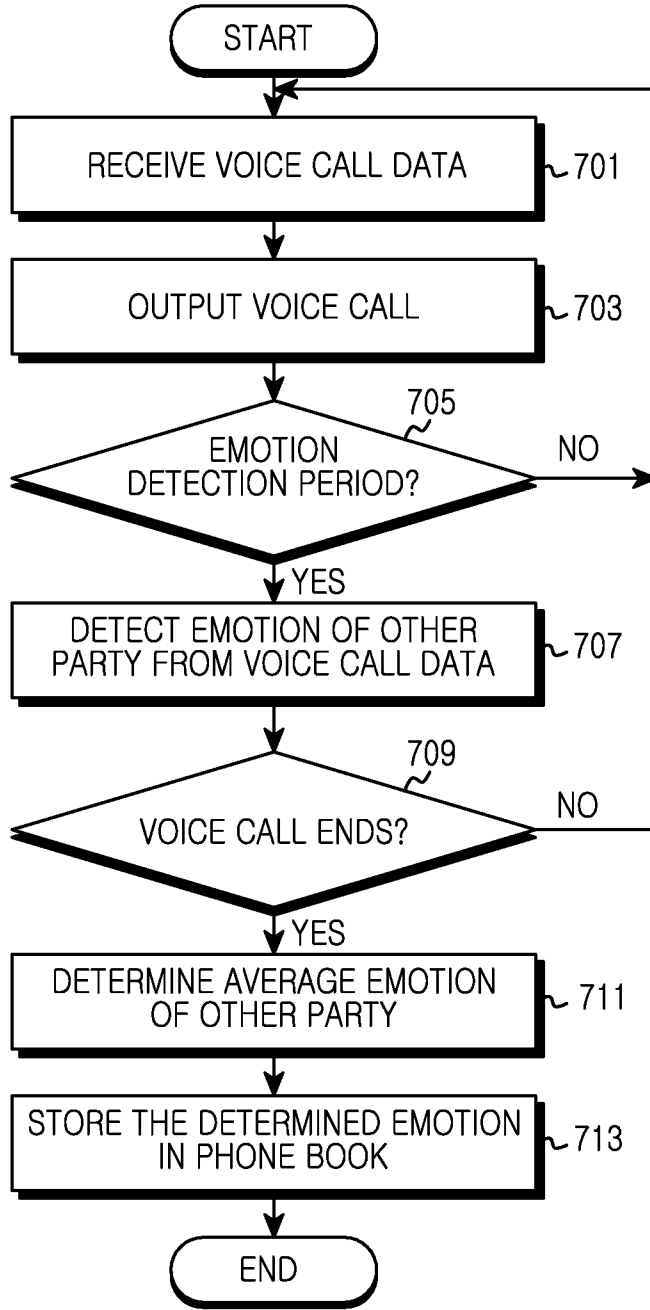 START
RECEIVE VOICE CALL DATA
701
OUTPUT VOICE CALL
703
705
EMOTION
DETECTION PERIOD?
NO
YES
DETECT EMOTION OF OTHER
PARTY FROM VOICE CALL DATA
707
709
VOICE CALL ENDS?
NO
YES
DETERMINE AVERAGE EMOTION
OF OTHER PARTY
711
STORE THE DETERMINED EMOTION
IN PHONE BOOK
713
END